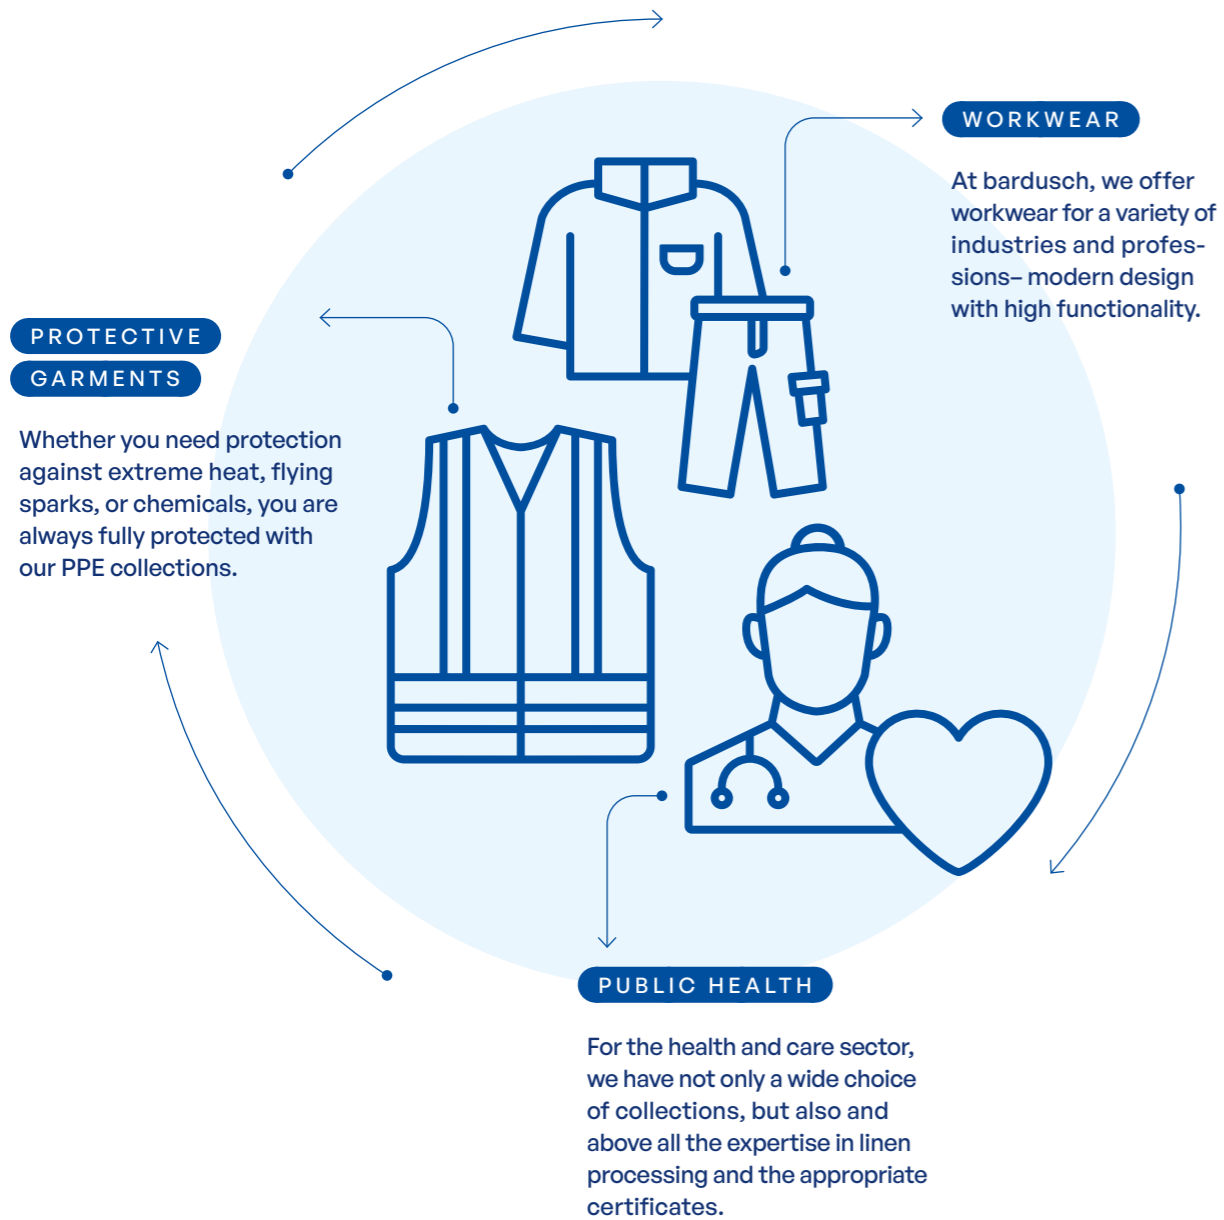 WORKWEAR
At bardusch, we offer
workwear for a variety of
industries and profes-
sions– modern design
with high functionality.
PROTECTIVE
GARMENTS
Whether you need protection
against extreme heat, flying
sparks, or chemicals, you are
always fully protected with
our PPE collections.
PUBLIC HEALTH
For the health and care sector,
we have not only a wide choice
of collections, but also and
above all the expertise in linen
processing and the appropriate
certificates.